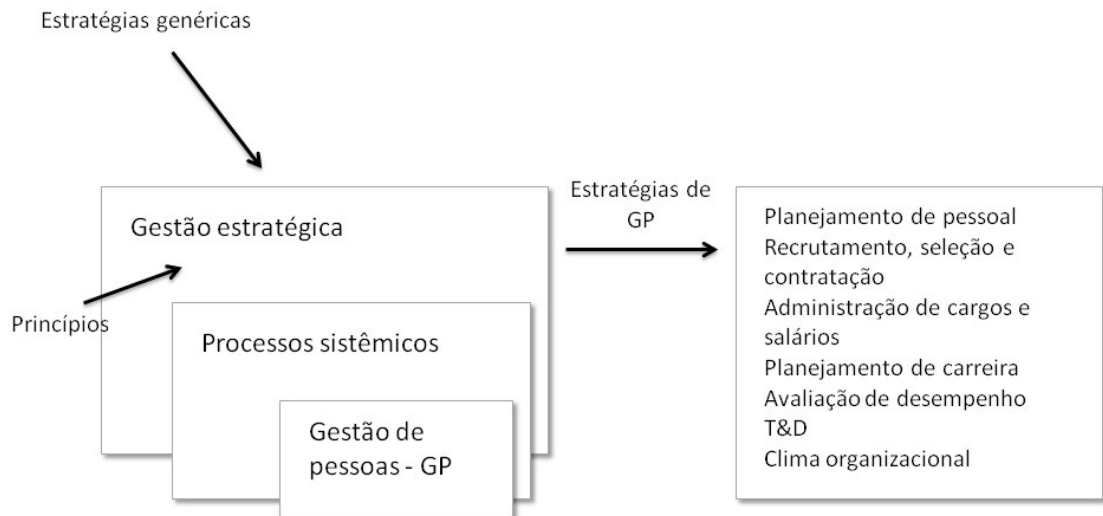 Estratégias genéricas
Gestão estratégica
Princípios
Processos sistêmicos
Gestão de
pessoas - GP
Estratégias de
GP
Planejamento de pessoal
Recrutamento, seleção e
contratação
Administração de cargos e
salários
Planejamento de carreira
Avaliação de desempenho
T&D
Clima organizacional